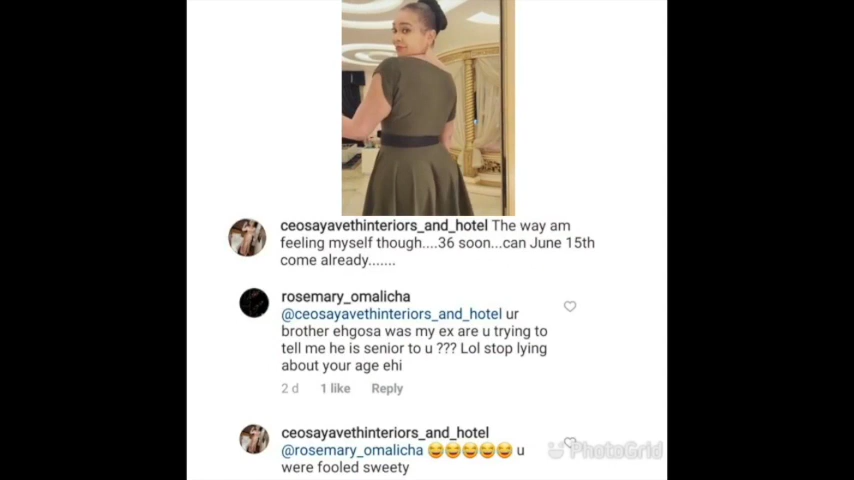 ceosayavethinteriors_and_hotel The way am
feeling myself though....36 soon...can June 15th
come already.......
rosemary_omalicha
@ceosayavethinteriors_and_hotel ur
brother ehgosa was my ex are u trying to
tell me he is senior to u ??? Lol stop lying
about your age ehi
2 d 1 like Reply
ceosayavethinteriors_and_hotel
@rosemary_omalicha 😂😂😂😂😂 u
were fooled sweety
PhotoGrid